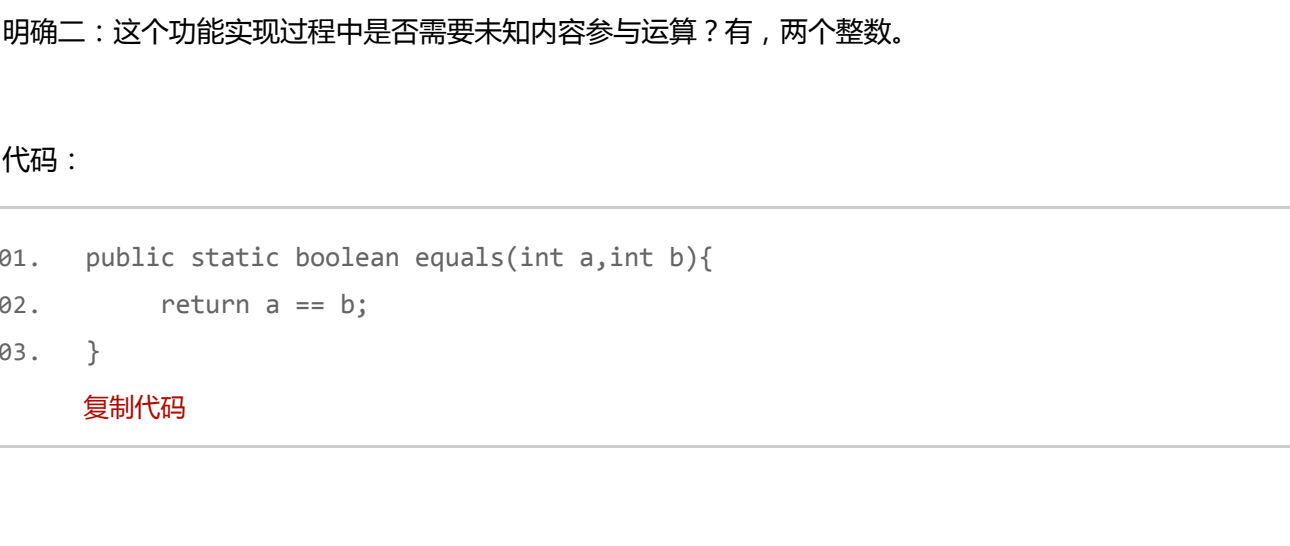 明确二：这个功能实现过程中是否需要未知内容参与运算？有，两个整数。
代码：
01. public static boolean equals(int a,int b){
02. return a == b;
03. }
复制代码